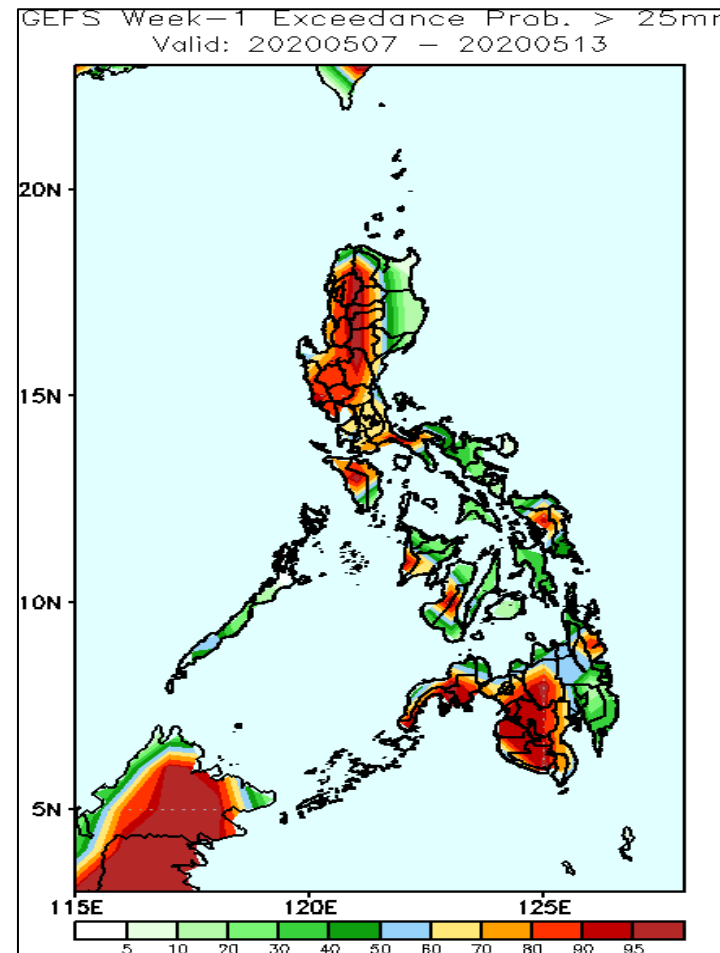 GEFS Week-1 Exceedance Prob. > 25mm
Valid: 20200507 - 20200513
20N
15N
10N
5N
115E 120E 125E
5 10 20 30 40 50 60 70 80 90 95